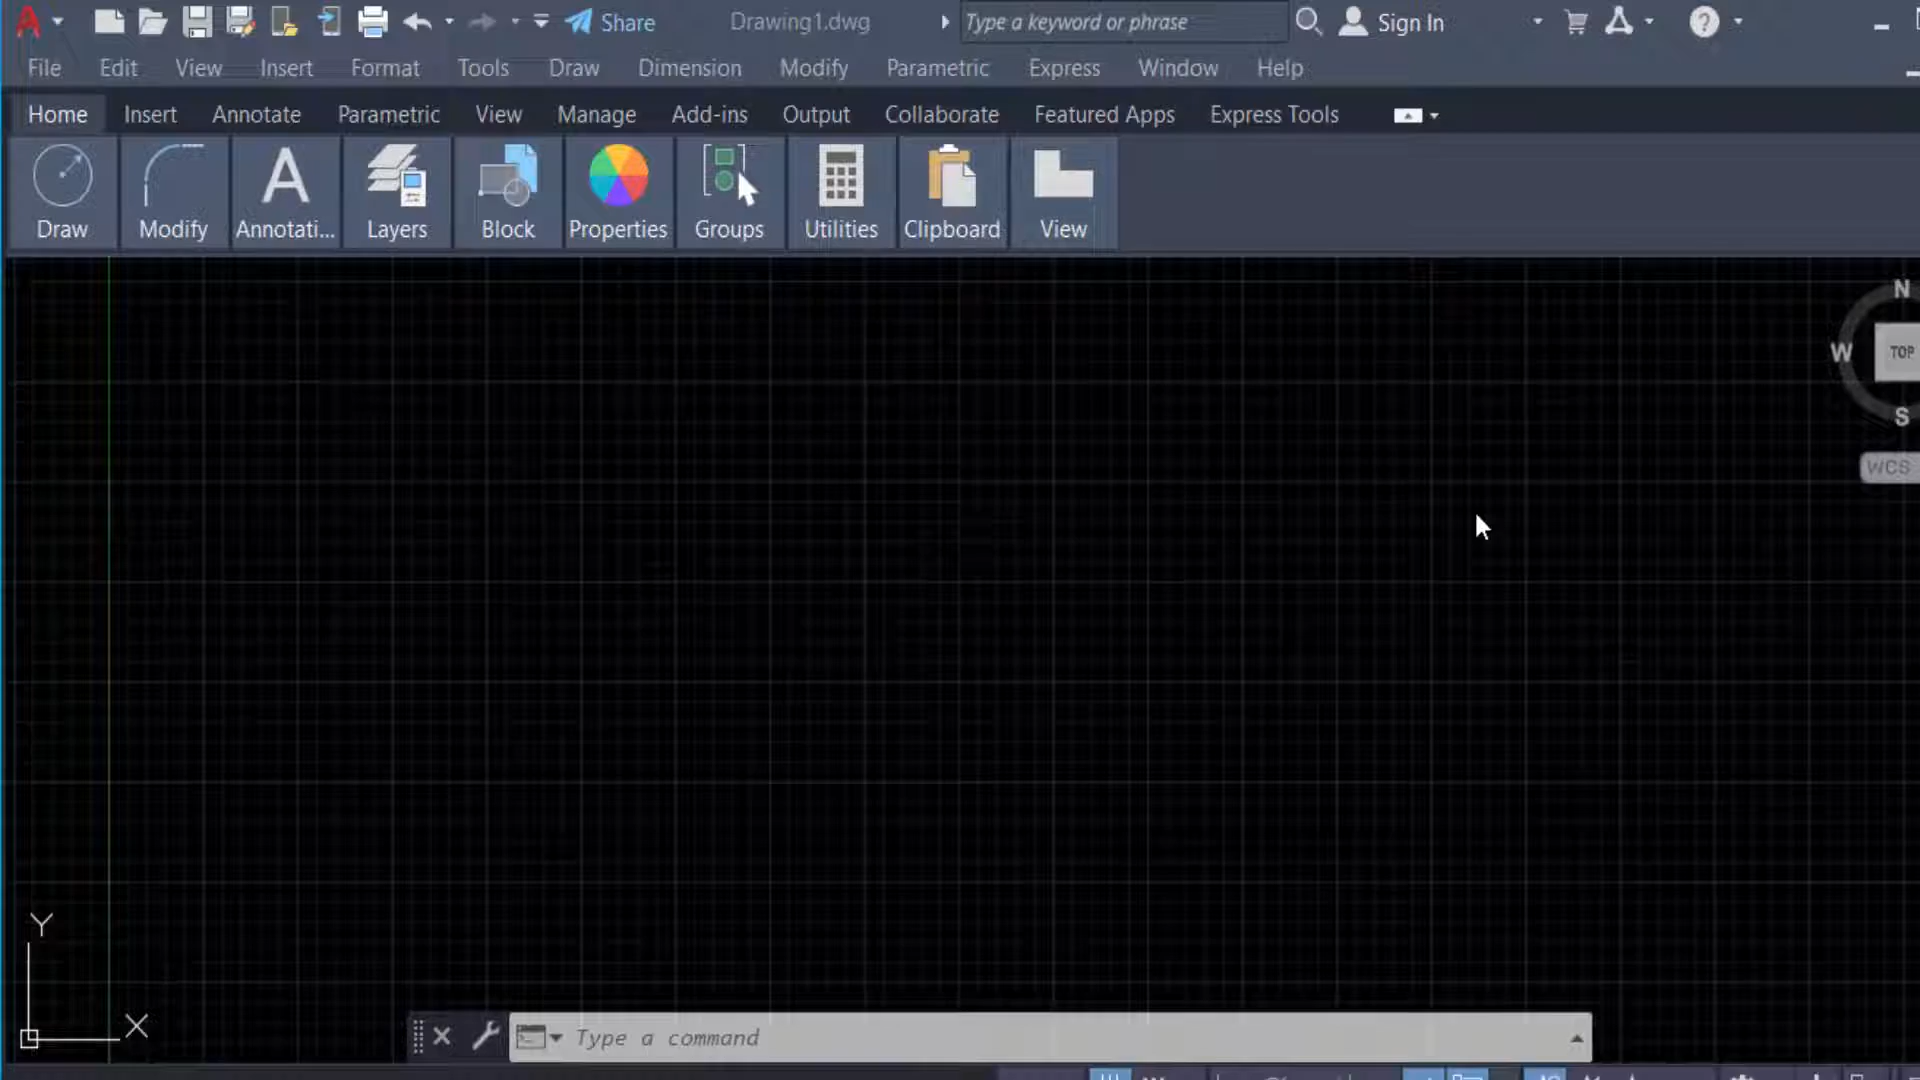 Share Drawing1.dwg Type a keyword or phrase Sign In
File Edit View Insert Format Tools Draw Dimension Modify Parametric Express Window Help
Home Insert Annotate Parametric View Manage Add-ins Output Collaborate Featured Apps Express Tools
Draw Modify Annotati... Layers Block Properties Groups Utilities Clipboard View
N
W TOP
S
WCS
Y
X
Type a command